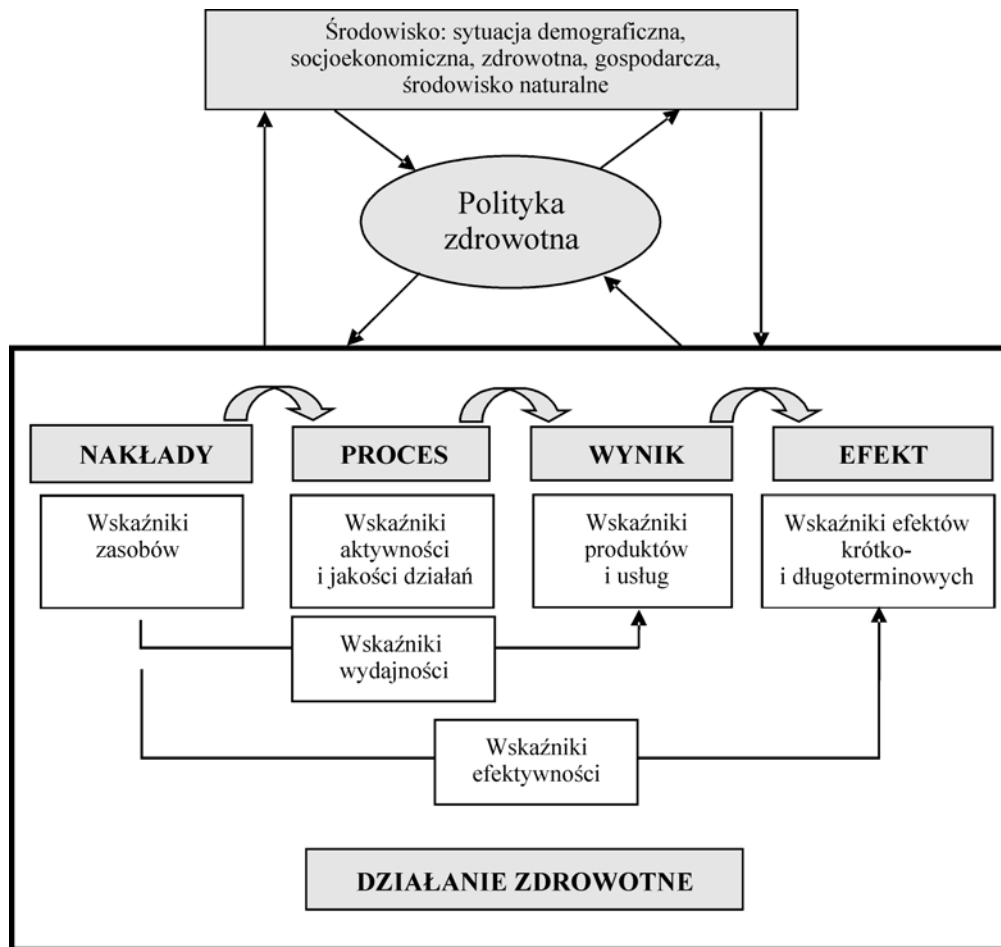 Środowisko: sytuacja demograficzna,
socjoekonomiczna, zdrowotna, gospodarcza,
środowisko naturalne
Polityka
zdrowotna
NAKŁADY
PROCES
WYNIK
EFEKT
Wskaźniki
zasobów
Wskaźniki
aktywności
i jakości działań
Wskaźniki
produktów
i usług
Wskaźniki efektów
krótko-
i długoterminowych
Wskaźniki
wydajności
Wskaźniki
efektywności
DZIAŁANIE ZDROWOTNE